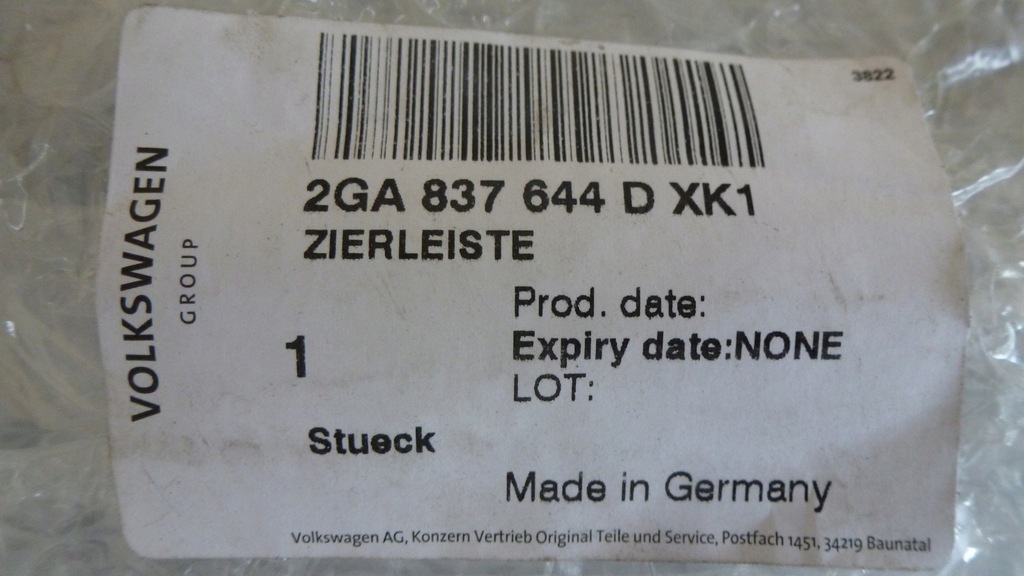 3822
VOLKSWAGEN
GROUP
2GA 837 644 D XK1
ZIERLEISTE
Prod. date:
1
Expiry date:NONE
LOT:
Stueck
Made in Germany
Volkswagen AG, Konzern Vertrieb Original Teile und Service, Postfach 1451, 34219 Baunatal